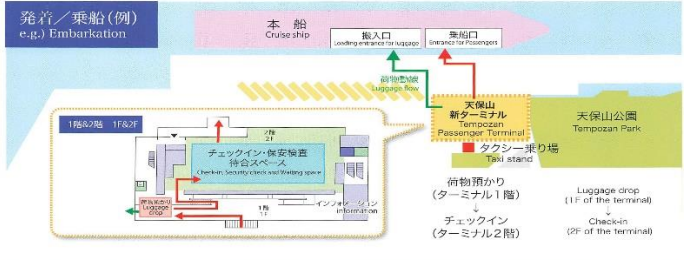 発着／乗船(例)
e.g.) Embarkation
本 船
Cruise ship
搬入口
Loading entrance for luggage
乗船口
Entrance for Passengers
荷物動線
Luggage flow
天保山
新ターミナル
Tempozan
Passenger Terminal
天保山公園
Tempozan Park
タクシー乗り場
Taxi stand
1階&2階 1F&2F
2階
2F
チェックイン・保安検査
待合スペース
Check-in, Security check and Waiting space
荷物預かり
Luggage
drop
1階
1F
インフォメーション
information
荷物預かり
(ターミナル1階)
↓
チェックイン
(ターミナル2階)
Luggage drop
(1F of the terminal)
↓
Check-in
(2F of the terminal)